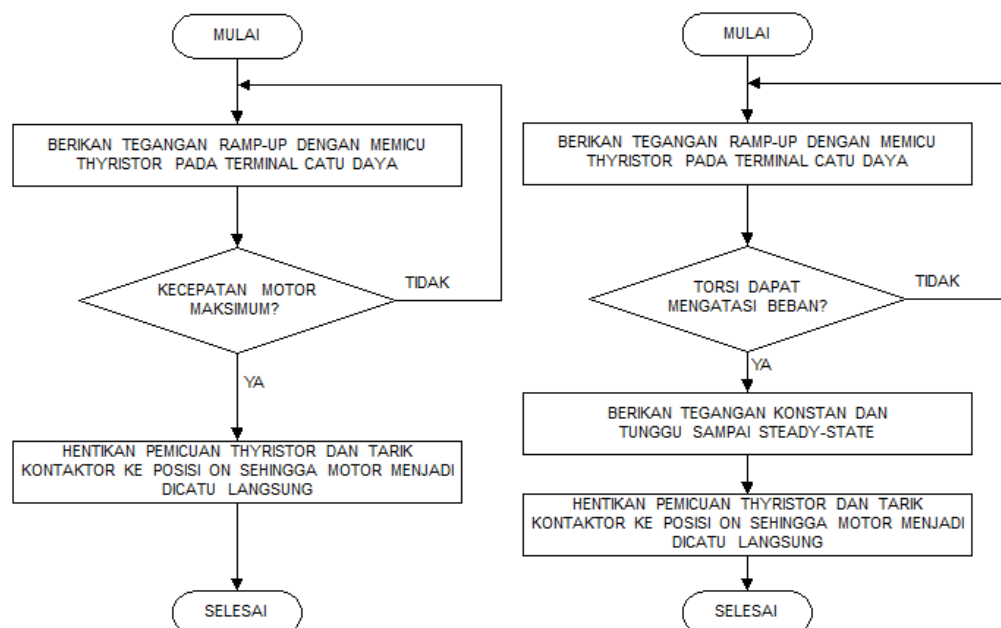 MULAI
BERIKAN TEGANGAN RAMP-UP DENGAN MEMICU
THYRISTOR PADA TERMINAL CATU DAYA
KECEPATAN MOTOR
MAKSIMUM?
TIDAK
YA
HENTIKAN PEMICUAN THYRISTOR DAN TARIK
KONTAKTOR KE POSISI ON SEHINGGA MOTOR MENJADI
DICATU LANGSUNG
SELESAI
MULAI
BERIKAN TEGANGAN RAMP-UP DENGAN MEMICU
THYRISTOR PADA TERMINAL CATU DAYA
TORSI DAPAT
MENGATASI BEBAN?
TIDAK
YA
BERIKAN TEGANGAN KONSTAN DAN
TUNGGU SAMPAI STEADY-STATE
HENTIKAN PEMICUAN THYRISTOR DAN TARIK
KONTAKTOR KE POSISI ON SEHINGGA MOTOR MENJADI
DICATU LANGSUNG
SELESAI